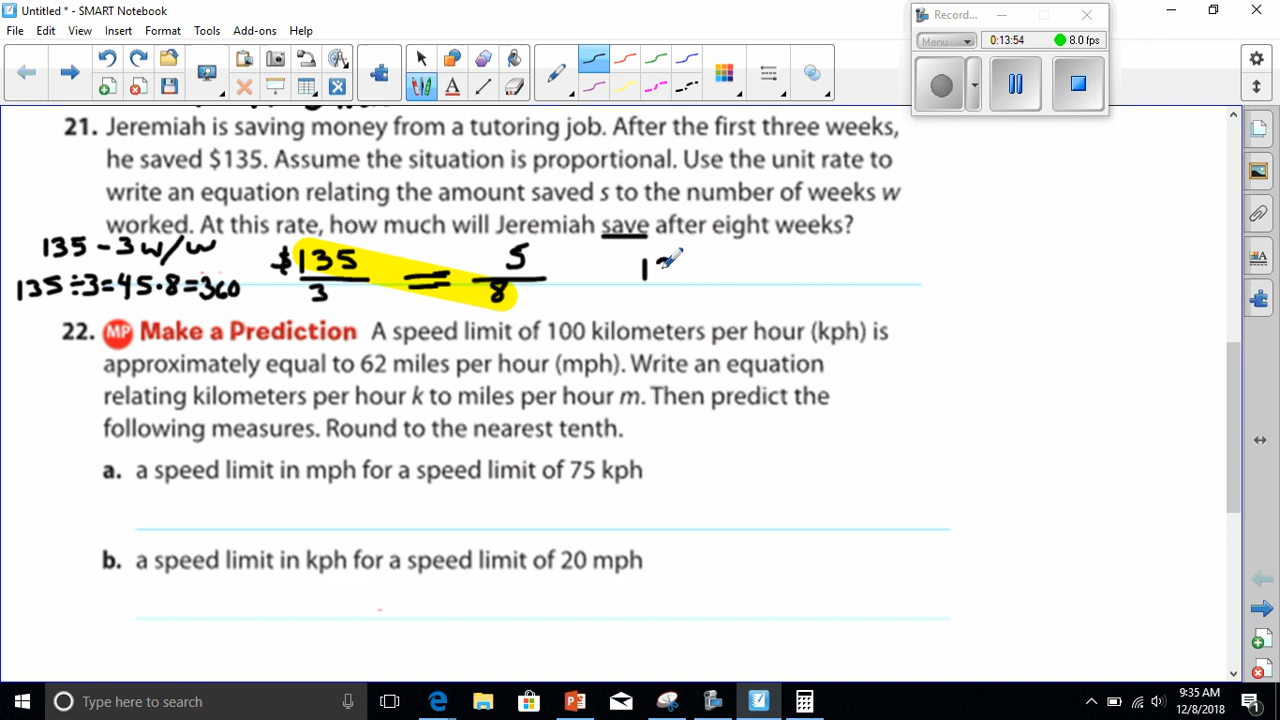 Untitled * - SMART Notebook
Record...
File Edit View Insert Format Tools Add-ons Help
Menu
0:13:54
8.0 fps
21. Jeremiah is saving money from a tutoring job. After the first three weeks,
he saved $135. Assume the situation is proportional. Use the unit rate to
write an equation relating the amount saved s to the number of weeks w
worked. At this rate, how much will Jeremiah save after eight weeks?
135 - 3w/w
$135 = s
3 8
135÷3=45·8=360
22. MP Make a Prediction A speed limit of 100 kilometers per hour (kph) is
approximately equal to 62 miles per hour (mph). Write an equation
relating kilometers per hour k to miles per hour m. Then predict the
following measures. Round to the nearest tenth.
a. a speed limit in mph for a speed limit of 75 kph
b. a speed limit in kph for a speed limit of 20 mph
Type here to search
9:35 AM
12/8/2018